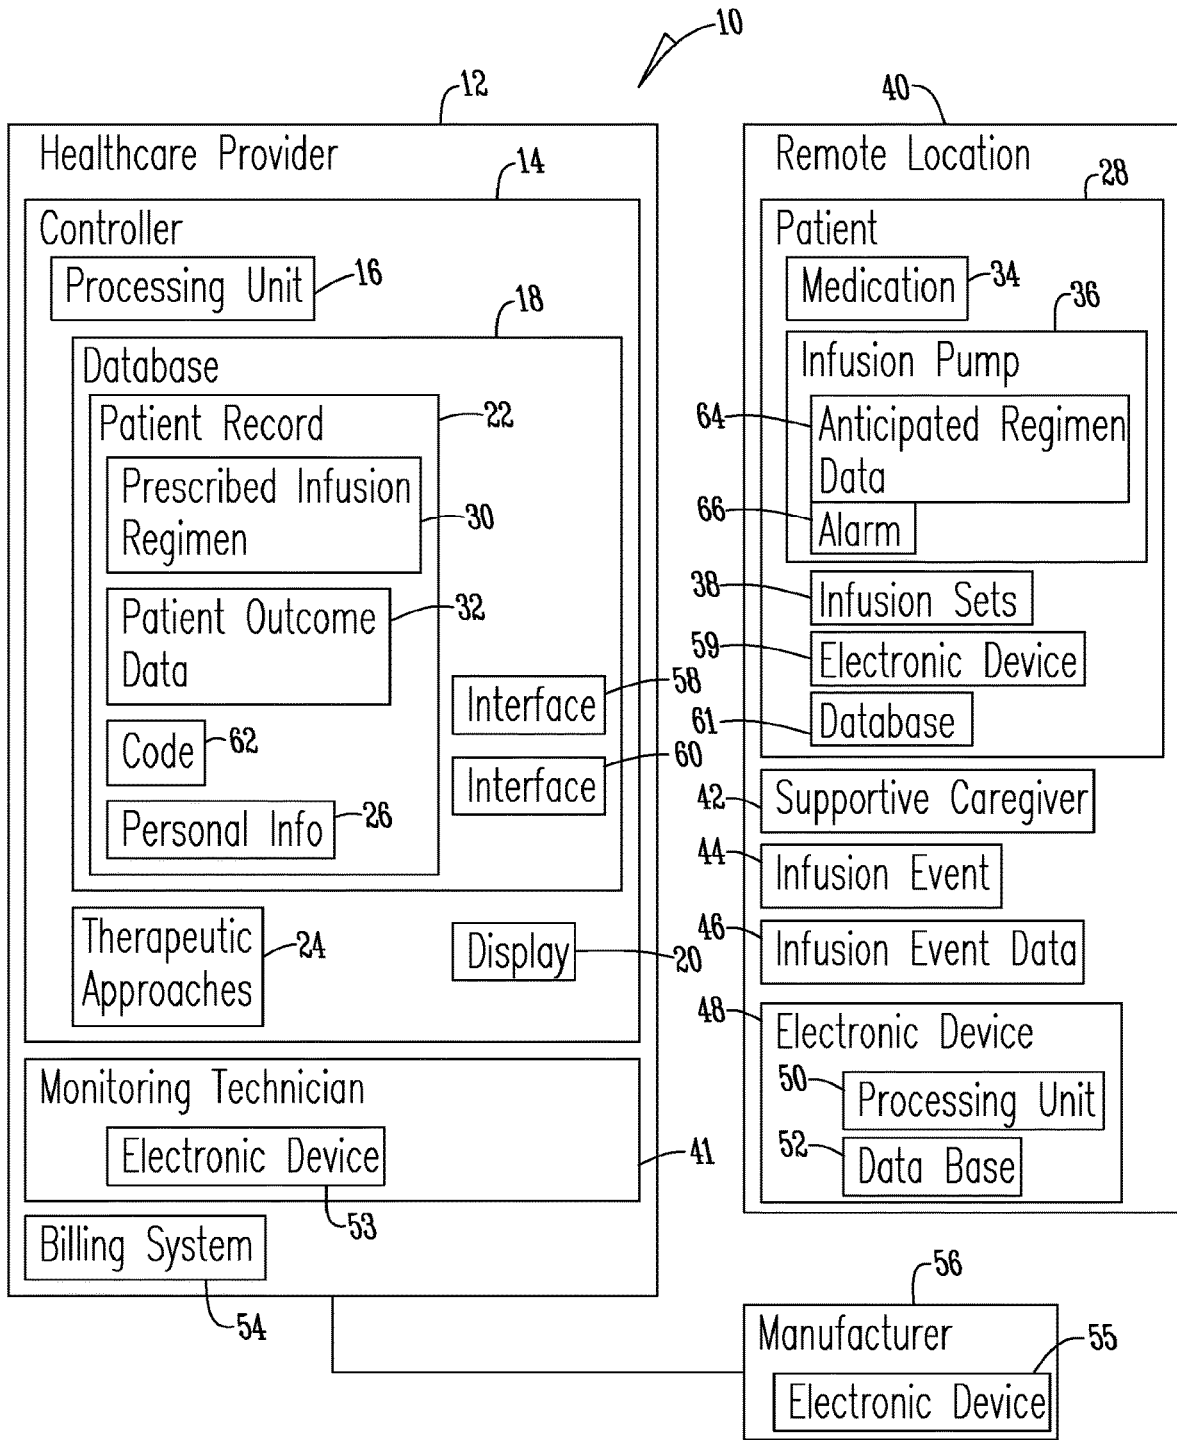 10
12
Healthcare Provider
14
Controller
Processing Unit
16
18
Database
Patient Record
22
Prescribed Infusion
Regimen
30
Patient Outcome
Data
32
Interface
58
Code
62
Interface
60
Personal Info
26
Therapeutic
Approaches
24
Display
20
Monitoring Technician
Electronic Device
41
53
Billing System
54
40
Remote Location
28
Patient
Medication
34
36
Infusion Pump
64
Anticipated Regimen
Data
66
Alarm
38
Infusion Sets
59
Electronic Device
61
Database
42
Supportive Caregiver
44
Infusion Event
46
Infusion Event Data
48
Electronic Device
50
Processing Unit
52
Data Base
56
Manufacturer
55
Electronic Device